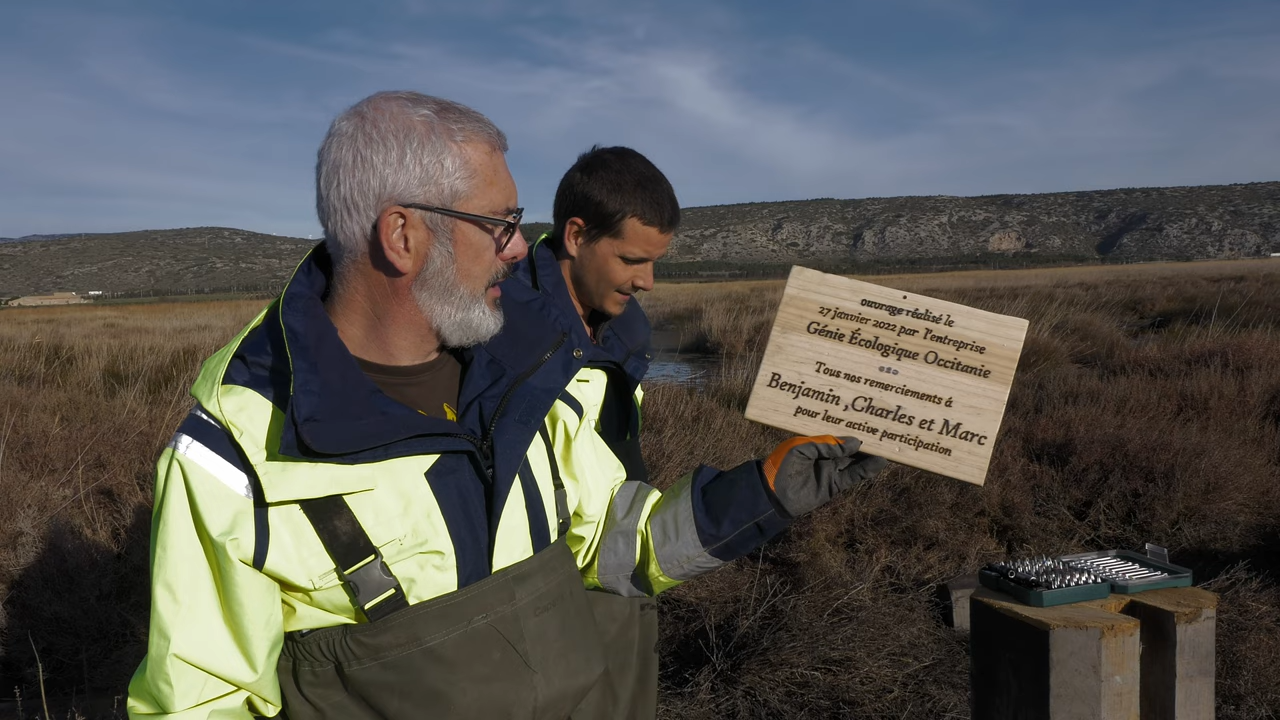 ouvrage réalisé le
27 janvier 2022 par l'entreprise
Génie Écologique Occitanie
Tous nos remerciements à
Benjamin, Charles et Marc
pour leur active participation